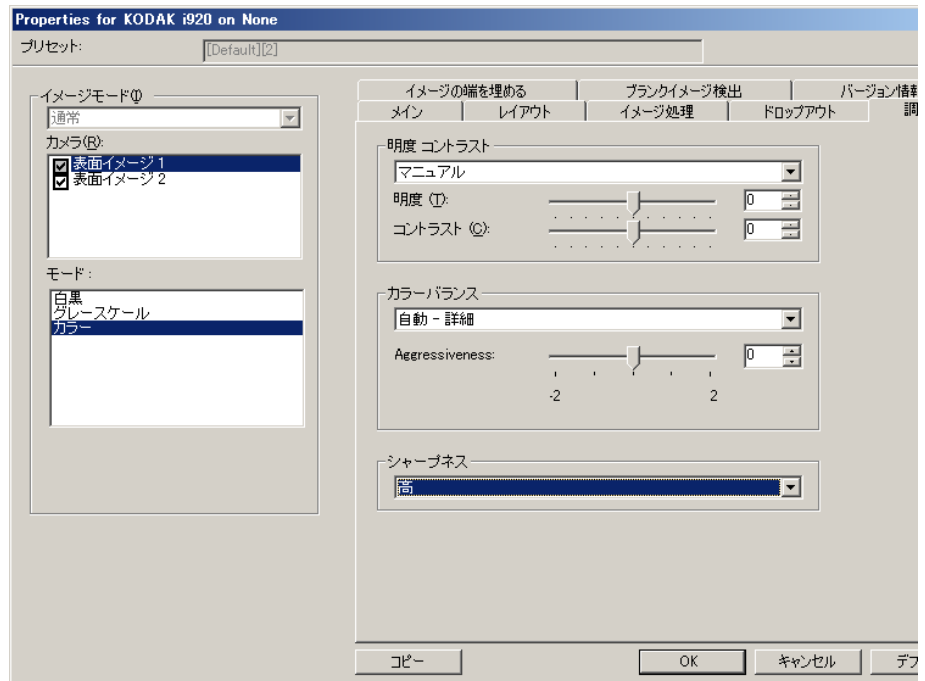 Properties for KODAK i920 on None
プリセット:
[Default][2]
イメージモード(I)
通常
カメラ(R):
表面イメージ 1
表面イメージ 2
モード:
白黒
グレースケール
カラー
イメージの端を埋める
ブランクイメージ検出
バージョン情報
メイン
レイアウト
イメージ処理
ドロップアウト
調
明度 コントラスト
マニュアル
明度 (T):
0
コントラスト (C):
0
カラーバランス
自動 - 詳細
Aggressiveness:
0
-2
2
シャープネス
高
コピー
OK
キャンセル
デフ